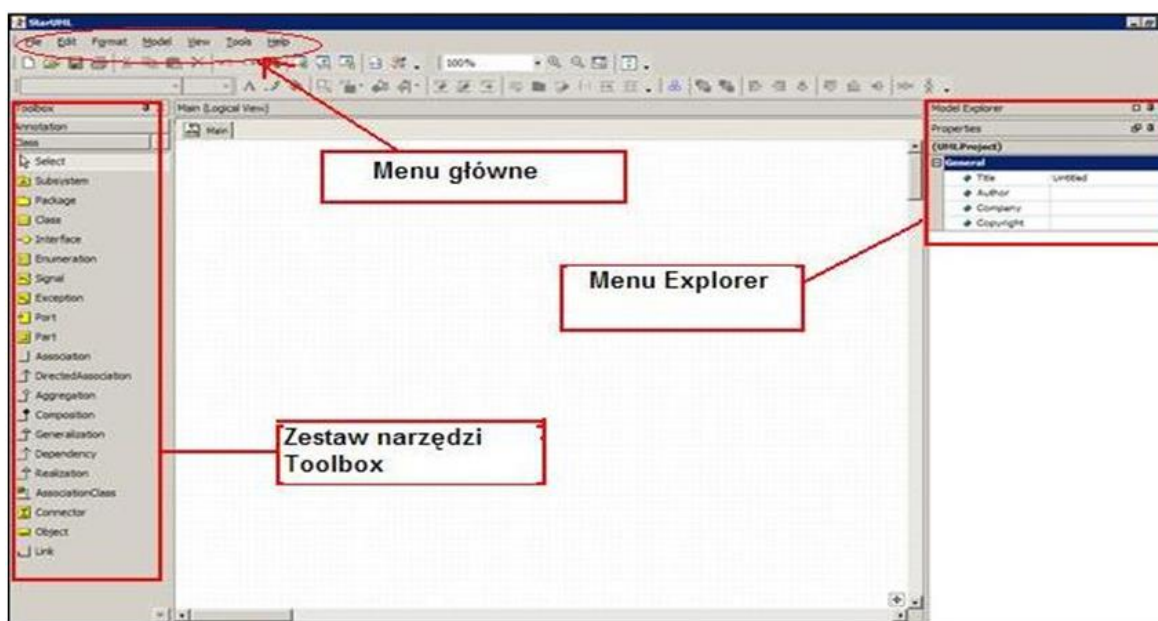 StarUML
File Edit Format Model View Tools Help
100%
Toolbox
Main (Logical View)
Model Explorer
Annotation
Main
Properties
Class
(UMLProject)
Select
Menu główne
General
Subsystem
Title Untitled
Package
Author
Class
Company
Interface
Copyright
Enumeration
Menu Explorer
Signal
Exception
Port
Part
Association
DirectedAssociation
Aggregation
Composition
Zestaw narzędzi
Toolbox
Generalization
Dependency
Realization
AssociationClass
Connector
Object
Link